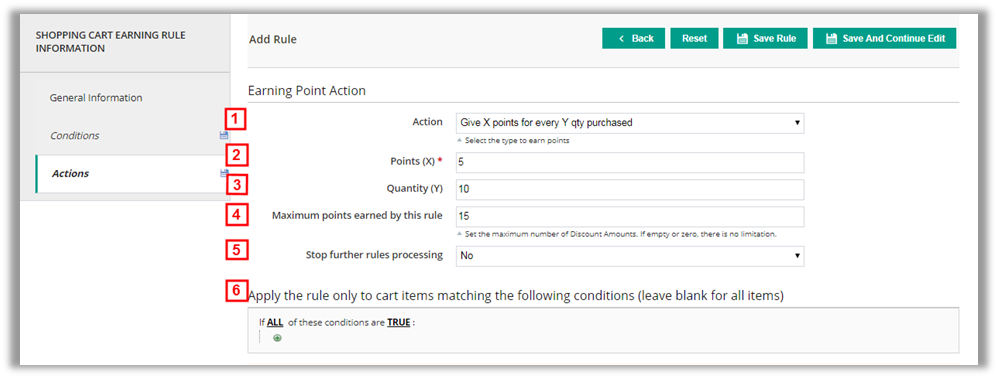 SHOPPING CART EARNING RULE
INFORMATION
General Information
Conditions
Actions
Add Rule
Back
Reset
Save Rule
Save And Continue Edit
Earning Point Action
1
Action
Give X points for every Y qty purchased
Select the type to earn points
2
Points (X) *
5
3
Quantity (Y)
10
4
Maximum points earned by this rule
15
Set the maximum number of Discount Amounts. If empty or zero, there is no limitation.
5
Stop further rules processing
No
6
Apply the rule only to cart items matching the following conditions (leave blank for all items)
If ALL of these conditions are TRUE :